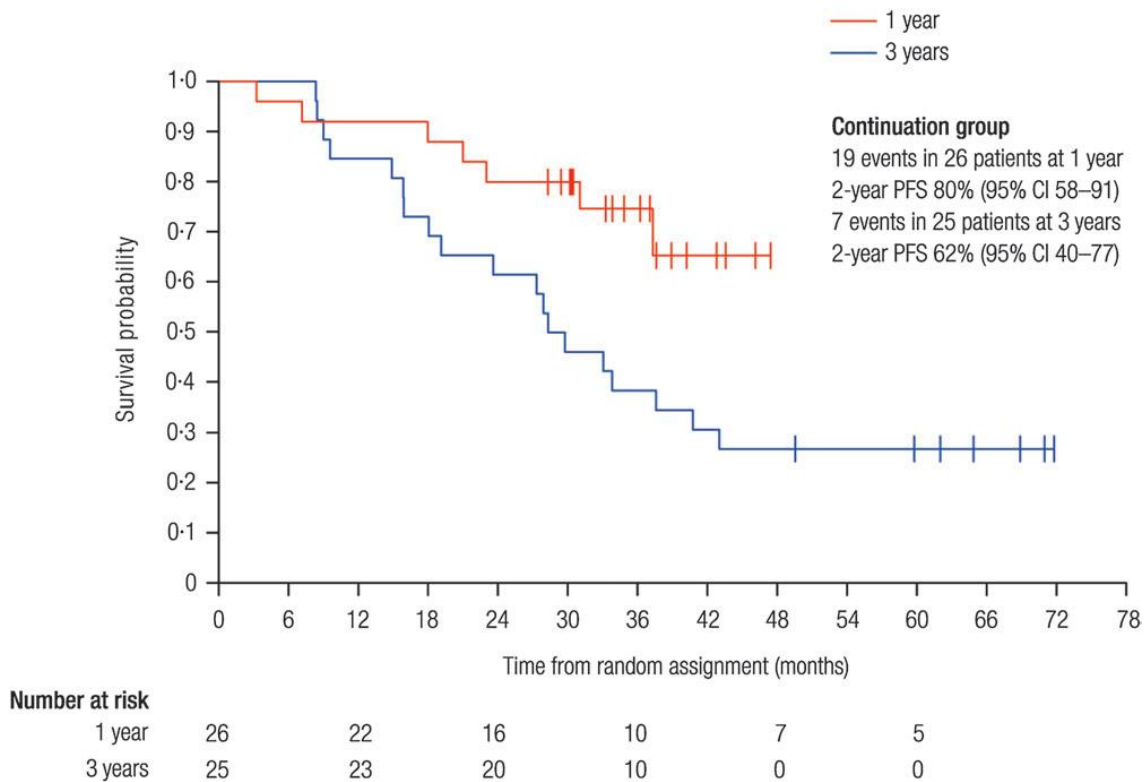 1 year
3 years
Continuation group
19 events in 26 patients at 1 year
2-year PFS 80% (95% CI 58–91)
7 events in 25 patients at 3 years
2-year PFS 62% (95% CI 40–77)
Survival probability
1·0
0·9
0·8
0·7
0·6
0·5
0·4
0·3
0·2
0·1
0
0 6 12 18 24 30 36 42 48 54 60 66 72 78
Time from random assignment (months)
Number at risk
1 year 26 22 16 10 7 5
3 years 25 23 20 10 0 0